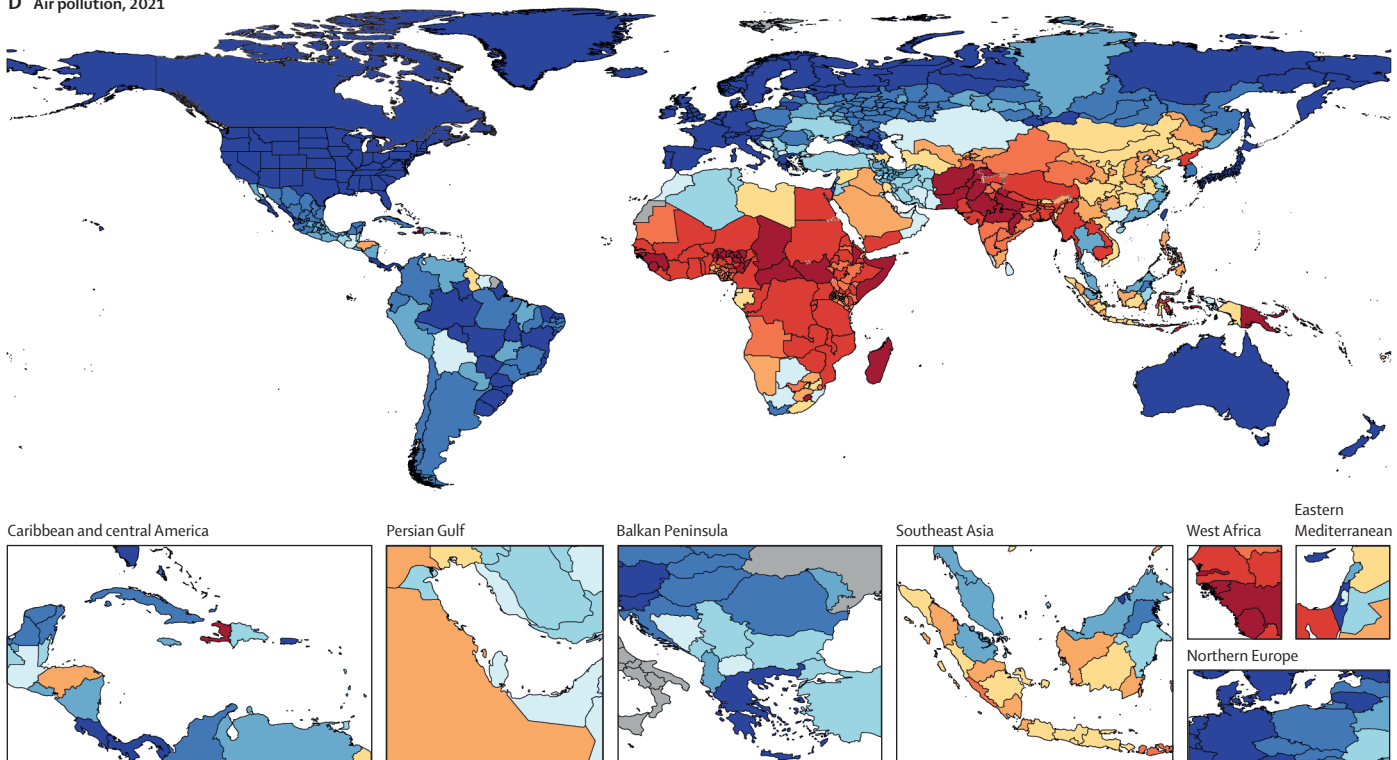 D Air pollution, 2021
Caribbean and central America
Persian Gulf
Balkan Peninsula
Southeast Asia
West Africa
Eastern
Mediterranean
Northern Europe